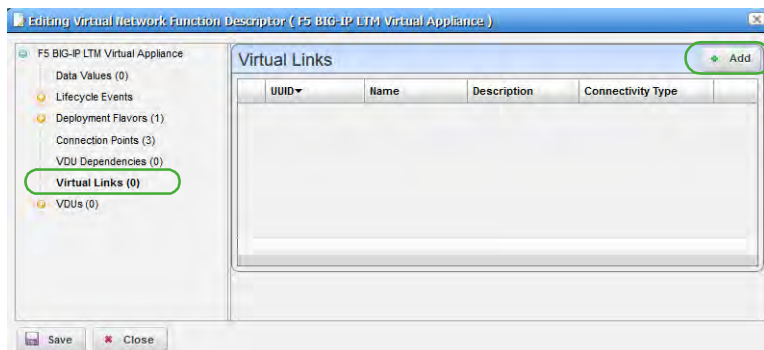 Editing Virtual Network Function Descriptor ( F5 BIG-IP LTM Virtual Appliance )
F5 BIG-IP LTM Virtual Appliance
Data Values (0)
Lifecycle Events
Deployment Flavors (1)
Connection Points (3)
VDU Dependencies (0)
Virtual Links (0)
VDUs (0)
Virtual Links
Add
UUID Name Description Connectivity Type
Save Close